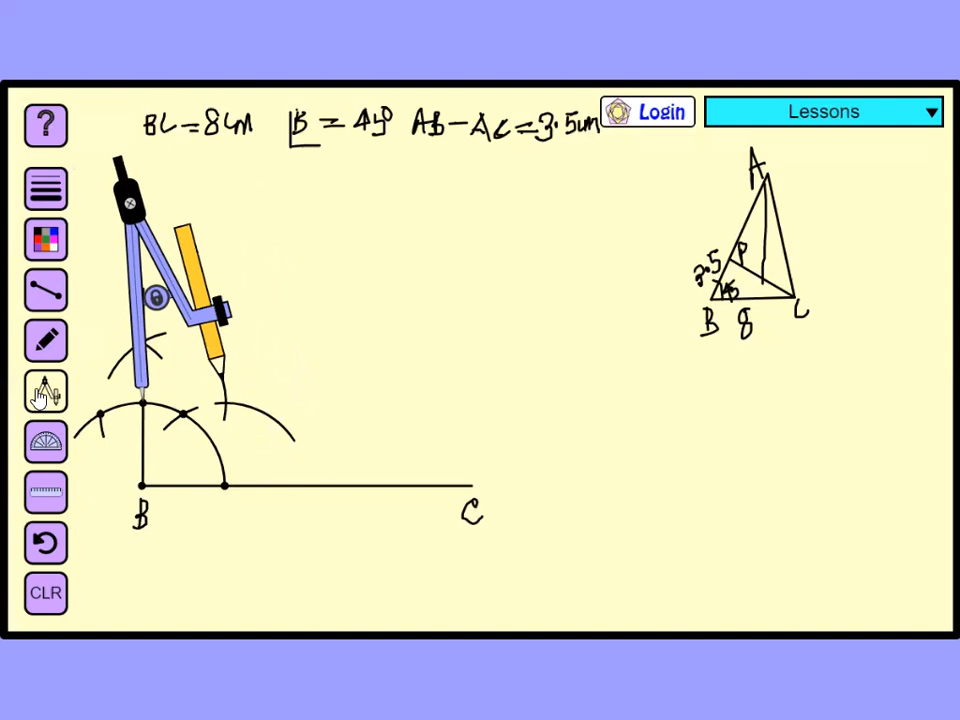 BC=8cm ∠B = 45° AB-AC=3.5cm
Login
Lessons
?
A
3.5 P
45
B 8 C
B C
CLR